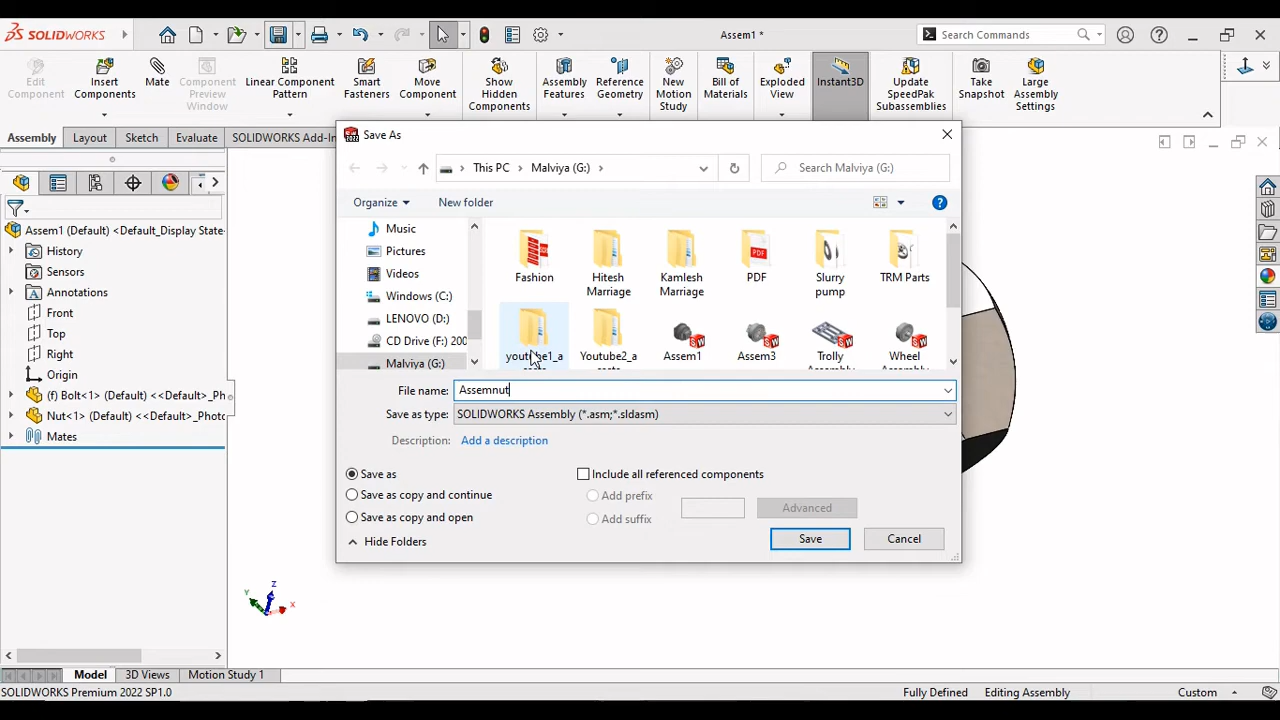 SOLIDWORKS
Assem1 *
Search Commands
Edit Component
Insert Components
Mate
Component Preview Window
Linear Component Pattern
Smart Fasteners
Move Component
Show Hidden Components
Assembly Features
Reference Geometry
New Motion Study
Bill of Materials
Exploded View
Instant3D
Update SpeedPak Subassemblies
Take Snapshot
Large Assembly Settings
Assembly
Layout
Sketch
Evaluate
SOLIDWORKS Add-In
Save As
This PC
Malviya (G:)
Search Malviya (G:)
Organize
New folder
Music
Pictures
Videos
Windows (C:)
LENOVO (D:)
CD Drive (F:) 200
Malviya (G:)
Fashion
Hitesh Marriage
Kamlesh Marriage
PDF
Slurry pump
TRM Parts
youtube1_a
Youtube2_a
Assem1
Assem3
Trolly
Wheel
File name:
Assemnut
Save as type:
SOLIDWORKS Assembly (*.asm;*.sldasm)
Description:
Add a description
Save as
Save as copy and continue
Save as copy and open
Include all referenced components
Add prefix
Add suffix
Advanced
Hide Folders
Save
Cancel
Assem1 (Default) <Default_Display State-
History
Sensors
Annotations
Front
Top
Right
Origin
(f) Bolt<1> (Default) <<Default>_Ph
Nut<1> (Default) <<Default>_Photo
Mates
Y
Z
X
Model
3D Views
Motion Study 1
SOLIDWORKS Premium 2022 SP1.0
Fully Defined
Editing Assembly
Custom